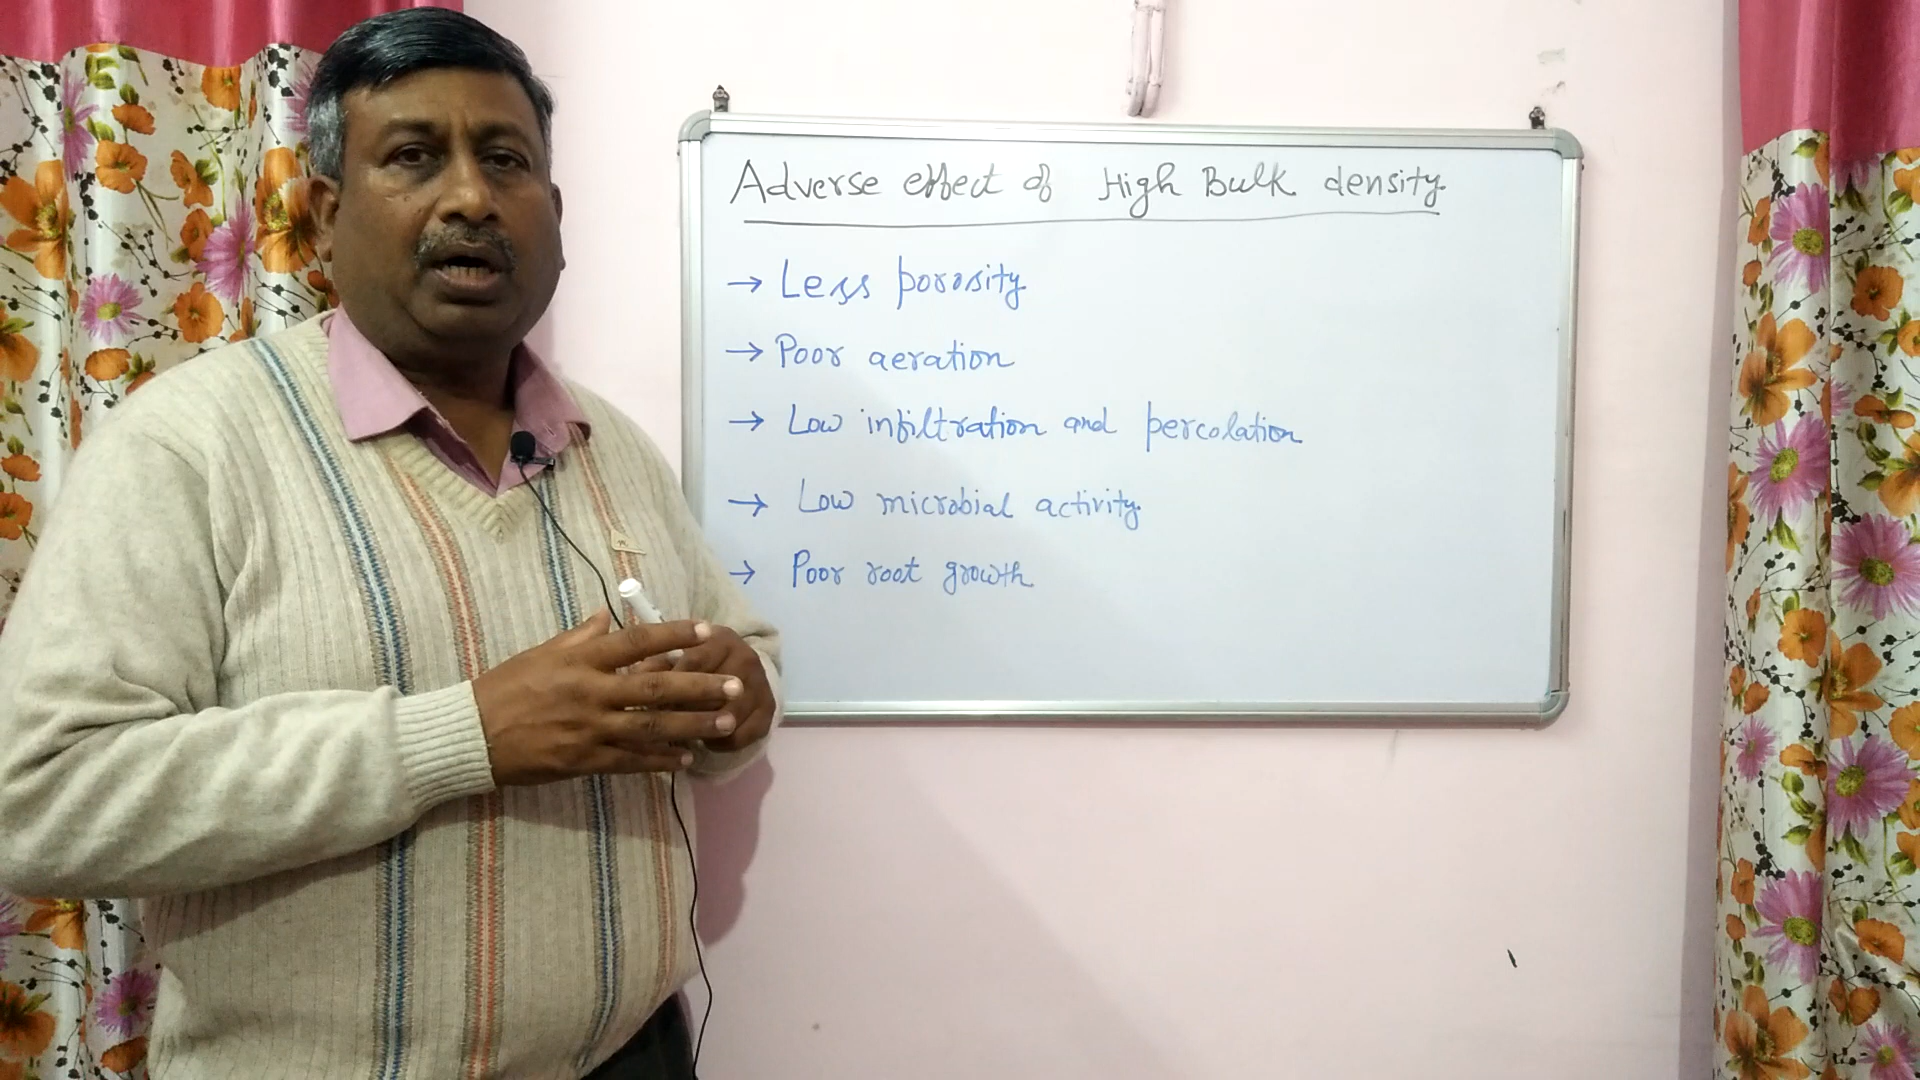 Adverse effect of High Bulk density
→ Less porosity
→ Poor aeration
→ Low infiltration and percolation
→ Low microbial activity
→ Poor root growth